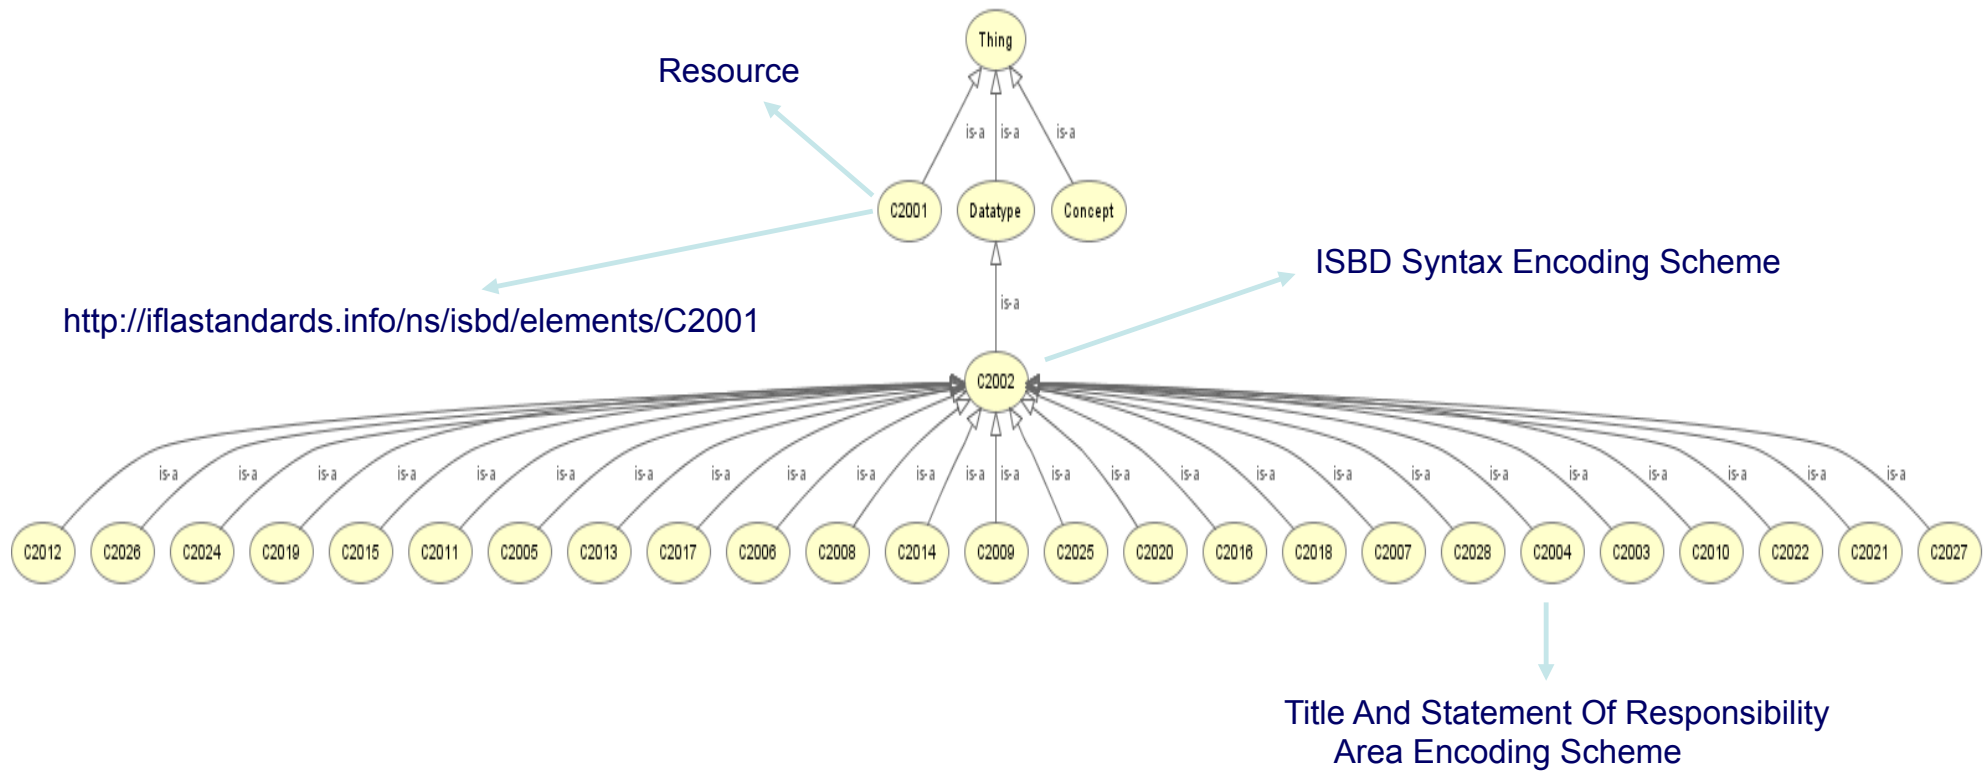 Thing
Resource
is-a is-a is-a
C2001 Datatype Concept
ISBD Syntax Encoding Scheme
is-a
http://iflastandards.info/ns/isbd/elements/C2001
C2002
is-a is-a is-a is-a is-a is-a is-a is-a is-a is-a is-a is-a is-a is-a is-a is-a is-a is-a is-a is-a is-a is-a is-a is-a
C2012 C2026 C2024 C2019 C2015 C2011 C2005 C2013 C2017 C2006 C2008 C2014 C2009 C2025 C2020 C2016 C2018 C2007 C2028 C2004 C2003 C2010 C2022 C2021 C2027
Title And Statement Of Responsibility
Area Encoding Scheme